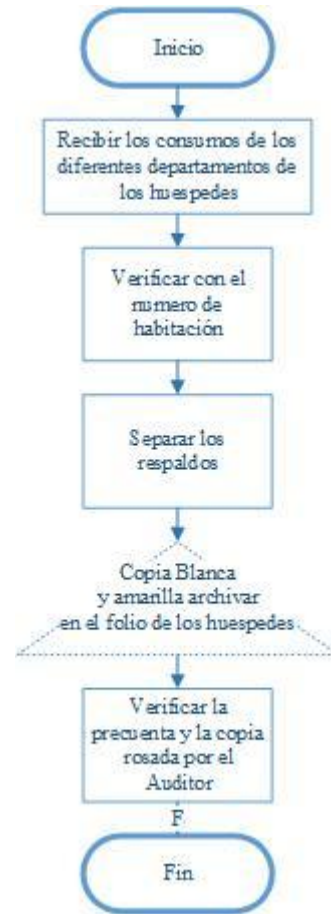 Inicio
Recibir los consumos de los
diferentes departamentos de
los huespedes
Verificar con el
numero de
habitación
Separar los
respaldos
Copia Blanca
y amarilla archivar
en el folio de los huespedes
Verificar la
precuenta y la copia
rosada por el
Auditor
F
Fin